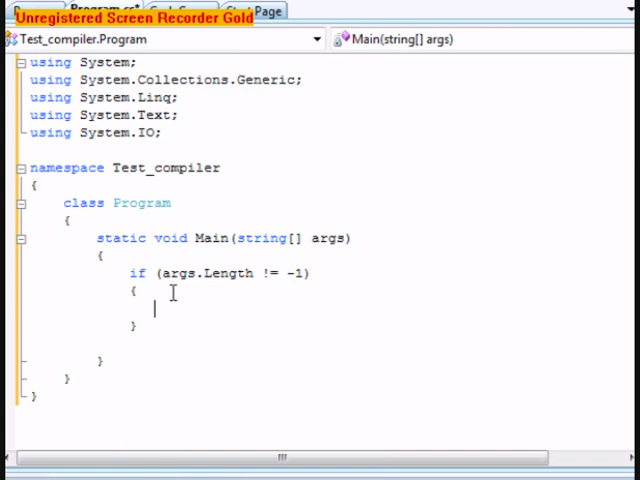 Unregistered Screen Recorder Gold
Page
Test_compiler.Program
Main(string[] args)
using System;
using System.Collections.Generic;
using System.Linq;
using System.Text;
using System.IO;
namespace Test_compiler
{
class Program
{
static void Main(string[] args)
{
if (args.Length != -1)
{
}
}
}
}